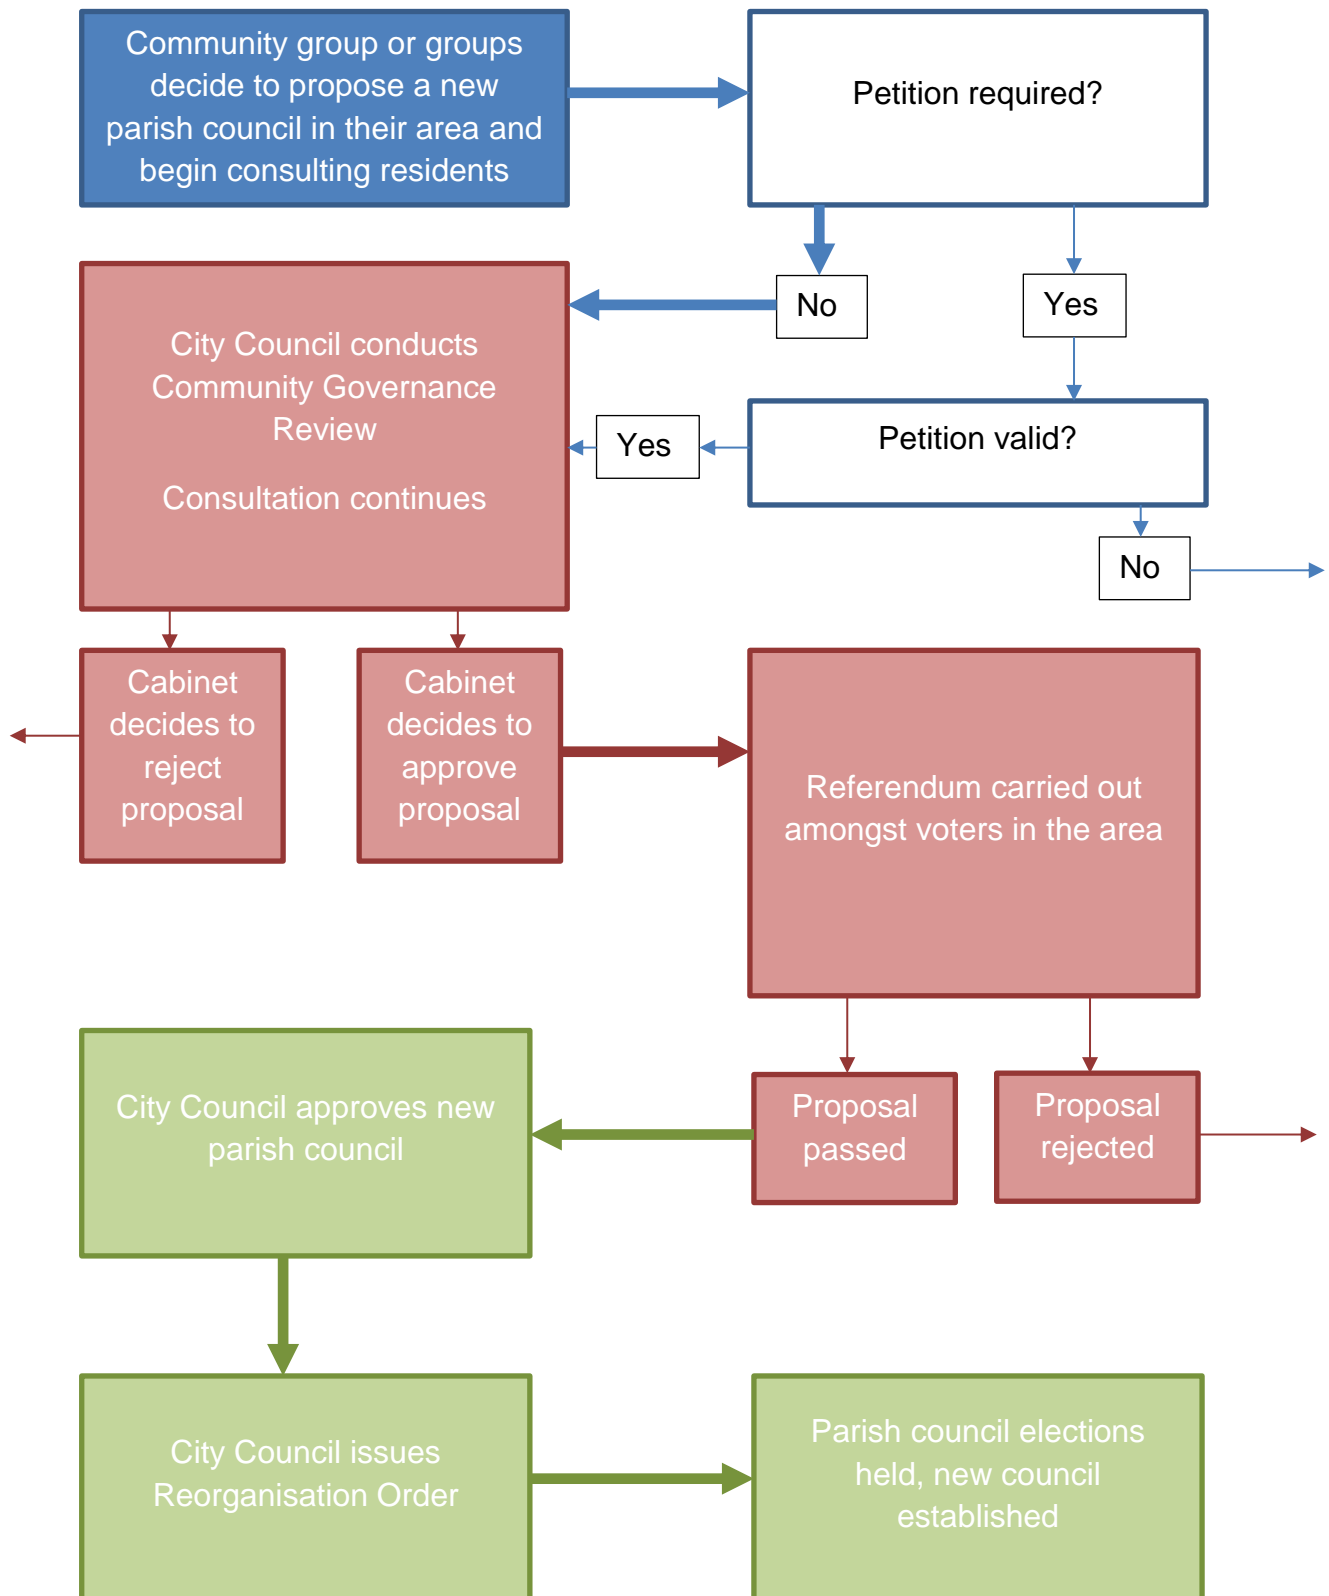 Community group or groups
decide to propose a new
parish council in their area and
begin consulting residents
Petition required?
No
Yes
City Council conducts
Community Governance
Review
Consultation continues
Yes
Petition valid?
No
Cabinet
decides to
reject
proposal
Cabinet
decides to
approve
proposal
Referendum carried out
amongst voters in the area
Proposal
passed
Proposal
rejected
City Council approves new
parish council
City Council issues
Reorganisation Order
Parish council elections
held, new council
established